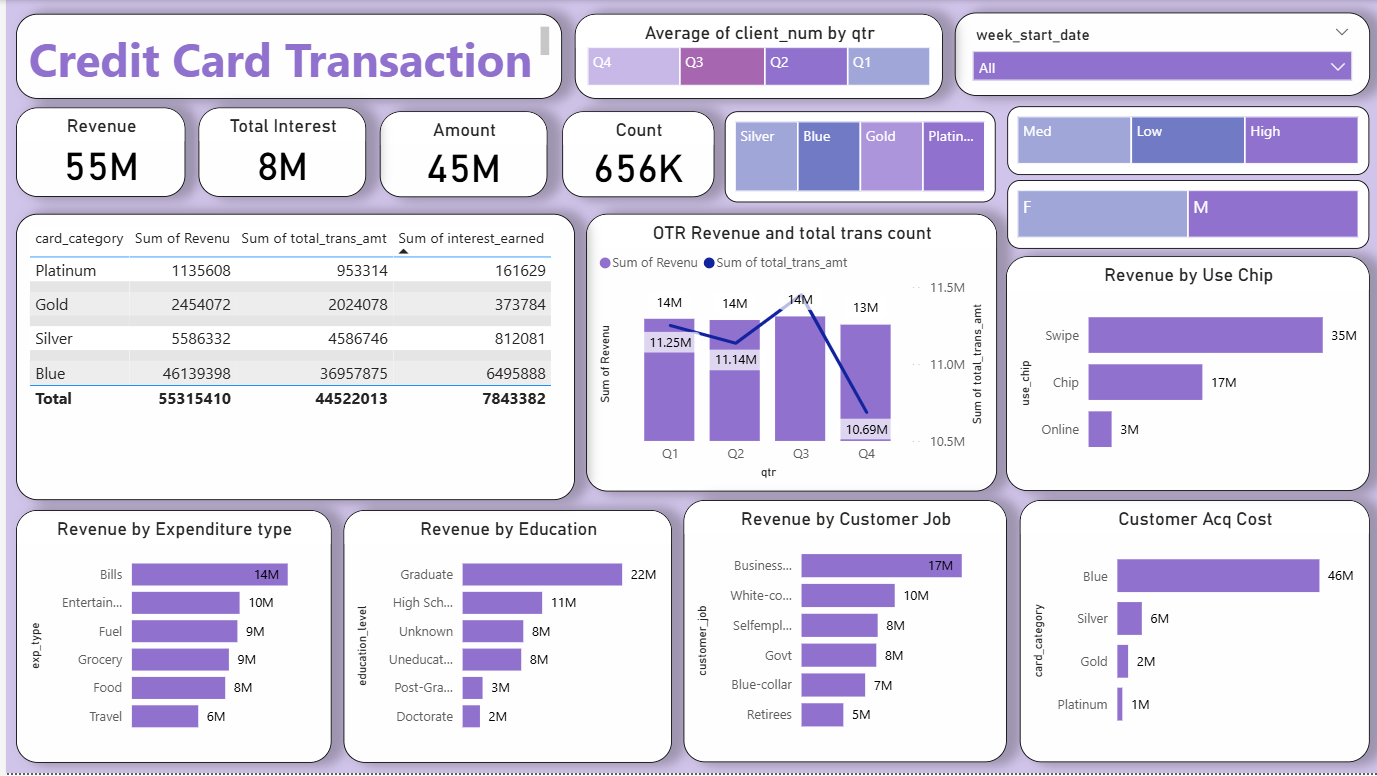 Credit Card Transaction
Average of client_num by qtr
Q4 Q3 Q2 Q1
week_start_date
All
Revenue
55M
Total Interest
8M
Amount
45M
Count
656K
Silver Blue Gold Platin...
Med Low High
F M
card_category Sum of Revenu Sum of total_trans_amt Sum of interest_earned
Platinum 1135608 953314 161629
Gold 2454072 2024078 373784
Silver 5586332 4586746 812081
Blue 46139398 36957875 6495888
Total 55315410 44522013 7843382
OTR Revenue and total trans count
Sum of Revenu Sum of total_trans_amt
Sum of Revenu
14M 14M 14M 13M
11.25M 11.14M 10.69M
11.5M
11.0M
10.5M
Sum of total_trans_amt
Q1 Q2 Q3 Q4
qtr
Revenue by Use Chip
use_chip
Swipe 35M
Chip 17M
Online 3M
Revenue by Expenditure type
exp_type
Bills 14M
Entertain... 10M
Fuel 9M
Grocery 9M
Food 8M
Travel 6M
Revenue by Education
education_level
Graduate 22M
High Sch... 11M
Unknown 8M
Uneducat... 8M
Post-Gra... 3M
Doctorate 2M
Revenue by Customer Job
customer_job
Business... 17M
White-co... 10M
Selfempl... 8M
Govt 8M
Blue-collar 7M
Retirees 5M
Customer Acq Cost
card_category
Blue 46M
Silver 6M
Gold 2M
Platinum 1M